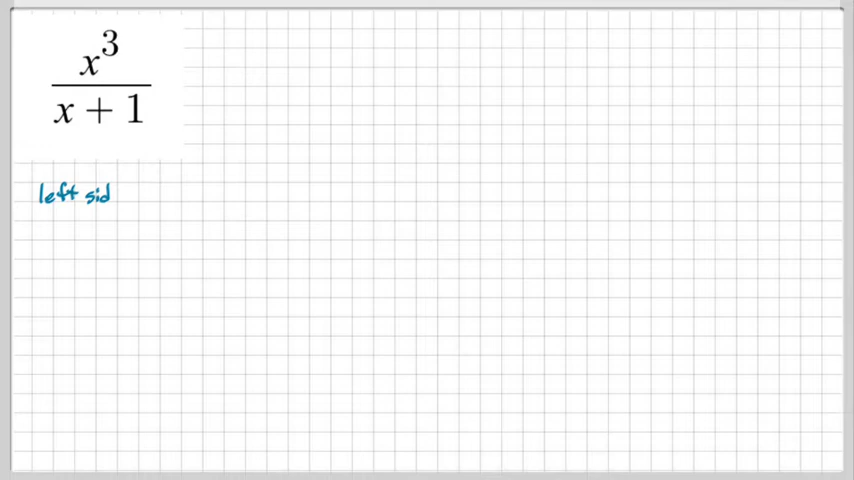 x^3
x + 1
left sid